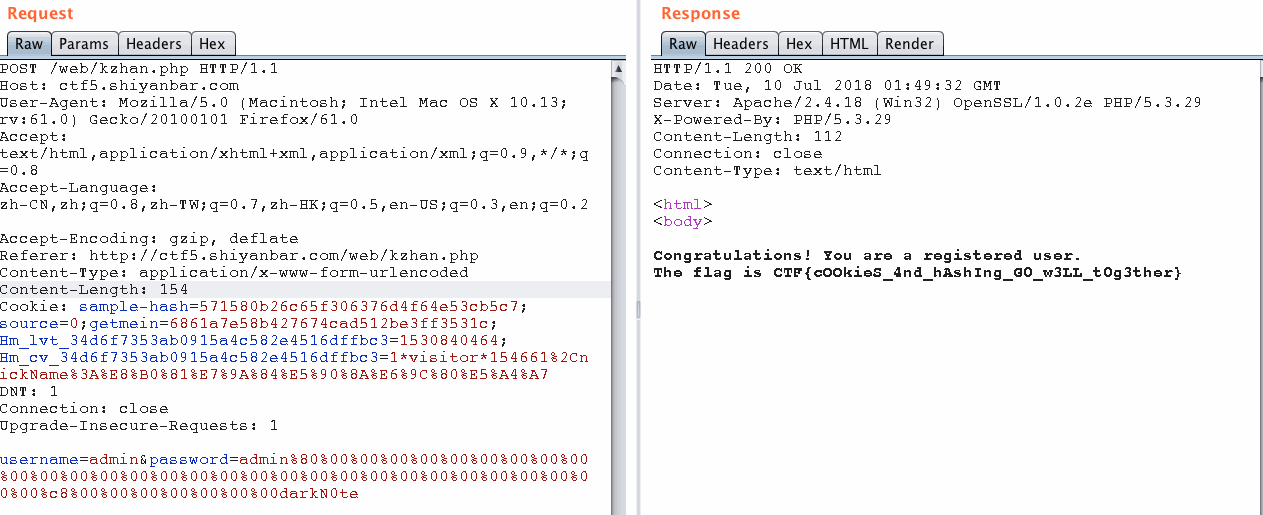 Request
Raw Params Headers Hex
POST /web/kzhan.php HTTP/1.1
Host: ctf5.shiyanbar.com
User-Agent: Mozilla/5.0 (Macintosh; Intel Mac OS X 10.13;
rv:61.0) Gecko/20100101 Firefox/61.0
Accept:
text/html,application/xhtml+xml,application/xml;q=0.9,*/*;q
=0.8
Accept-Language:
zh-CN,zh;q=0.8,zh-TW;q=0.7,zh-HK;q=0.5,en-US;q=0.3,en;q=0.2
Accept-Encoding: gzip, deflate
Referer: http://ctf5.shiyanbar.com/web/kzhan.php
Content-Type: application/x-www-form-urlencoded
Content-Length: 154
Cookie: sample-hash=571580b26c65f306376d4f64e53cb5c7;
source=0;getmein=6861a7e58b427674cad512be3ff3531c;
Hm_lvt_34d6f7353ab0915a4c582e4516dffbc3=1530840464;
Hm_cv_34d6f7353ab0915a4c582e4516dffbc3=1*visitor*154661%2Cn
ickName%3A%E8%B0%81%E7%9A%84%E5%90%8A%E6%9C%80%E5%A4%A7
DNT: 1
Connection: close
Upgrade-Insecure-Requests: 1
username=admin&password=admin%80%00%00%00%00%00%00%00%00%00
%00%00%00%00%00%00%00%00%00%00%00%00%00%00%00%00%00%00%00%0
0%00%c8%00%00%00%00%00%00%00darkN0te
Response
Raw Headers Hex HTML Render
HTTP/1.1 200 OK
Date: Tue, 10 Jul 2018 01:49:32 GMT
Server: Apache/2.4.18 (Win32) OpenSSL/1.0.2e PHP/5.3.29
X-Powered-By: PHP/5.3.29
Content-Length: 112
Connection: close
Content-Type: text/html
<html>
<body>
Congratulations! You are a registered user.
The flag is CTF{cOOkieS_4nd_hAshIng_G0_w3LL_t0g3ther}